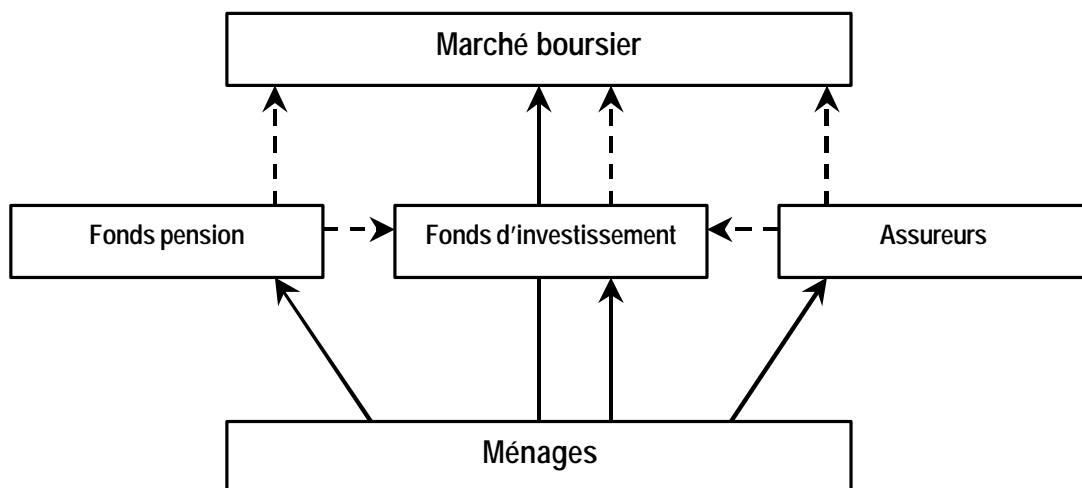 Marché boursier
Fonds pension
Fonds d'investissement
Assureurs
Ménages